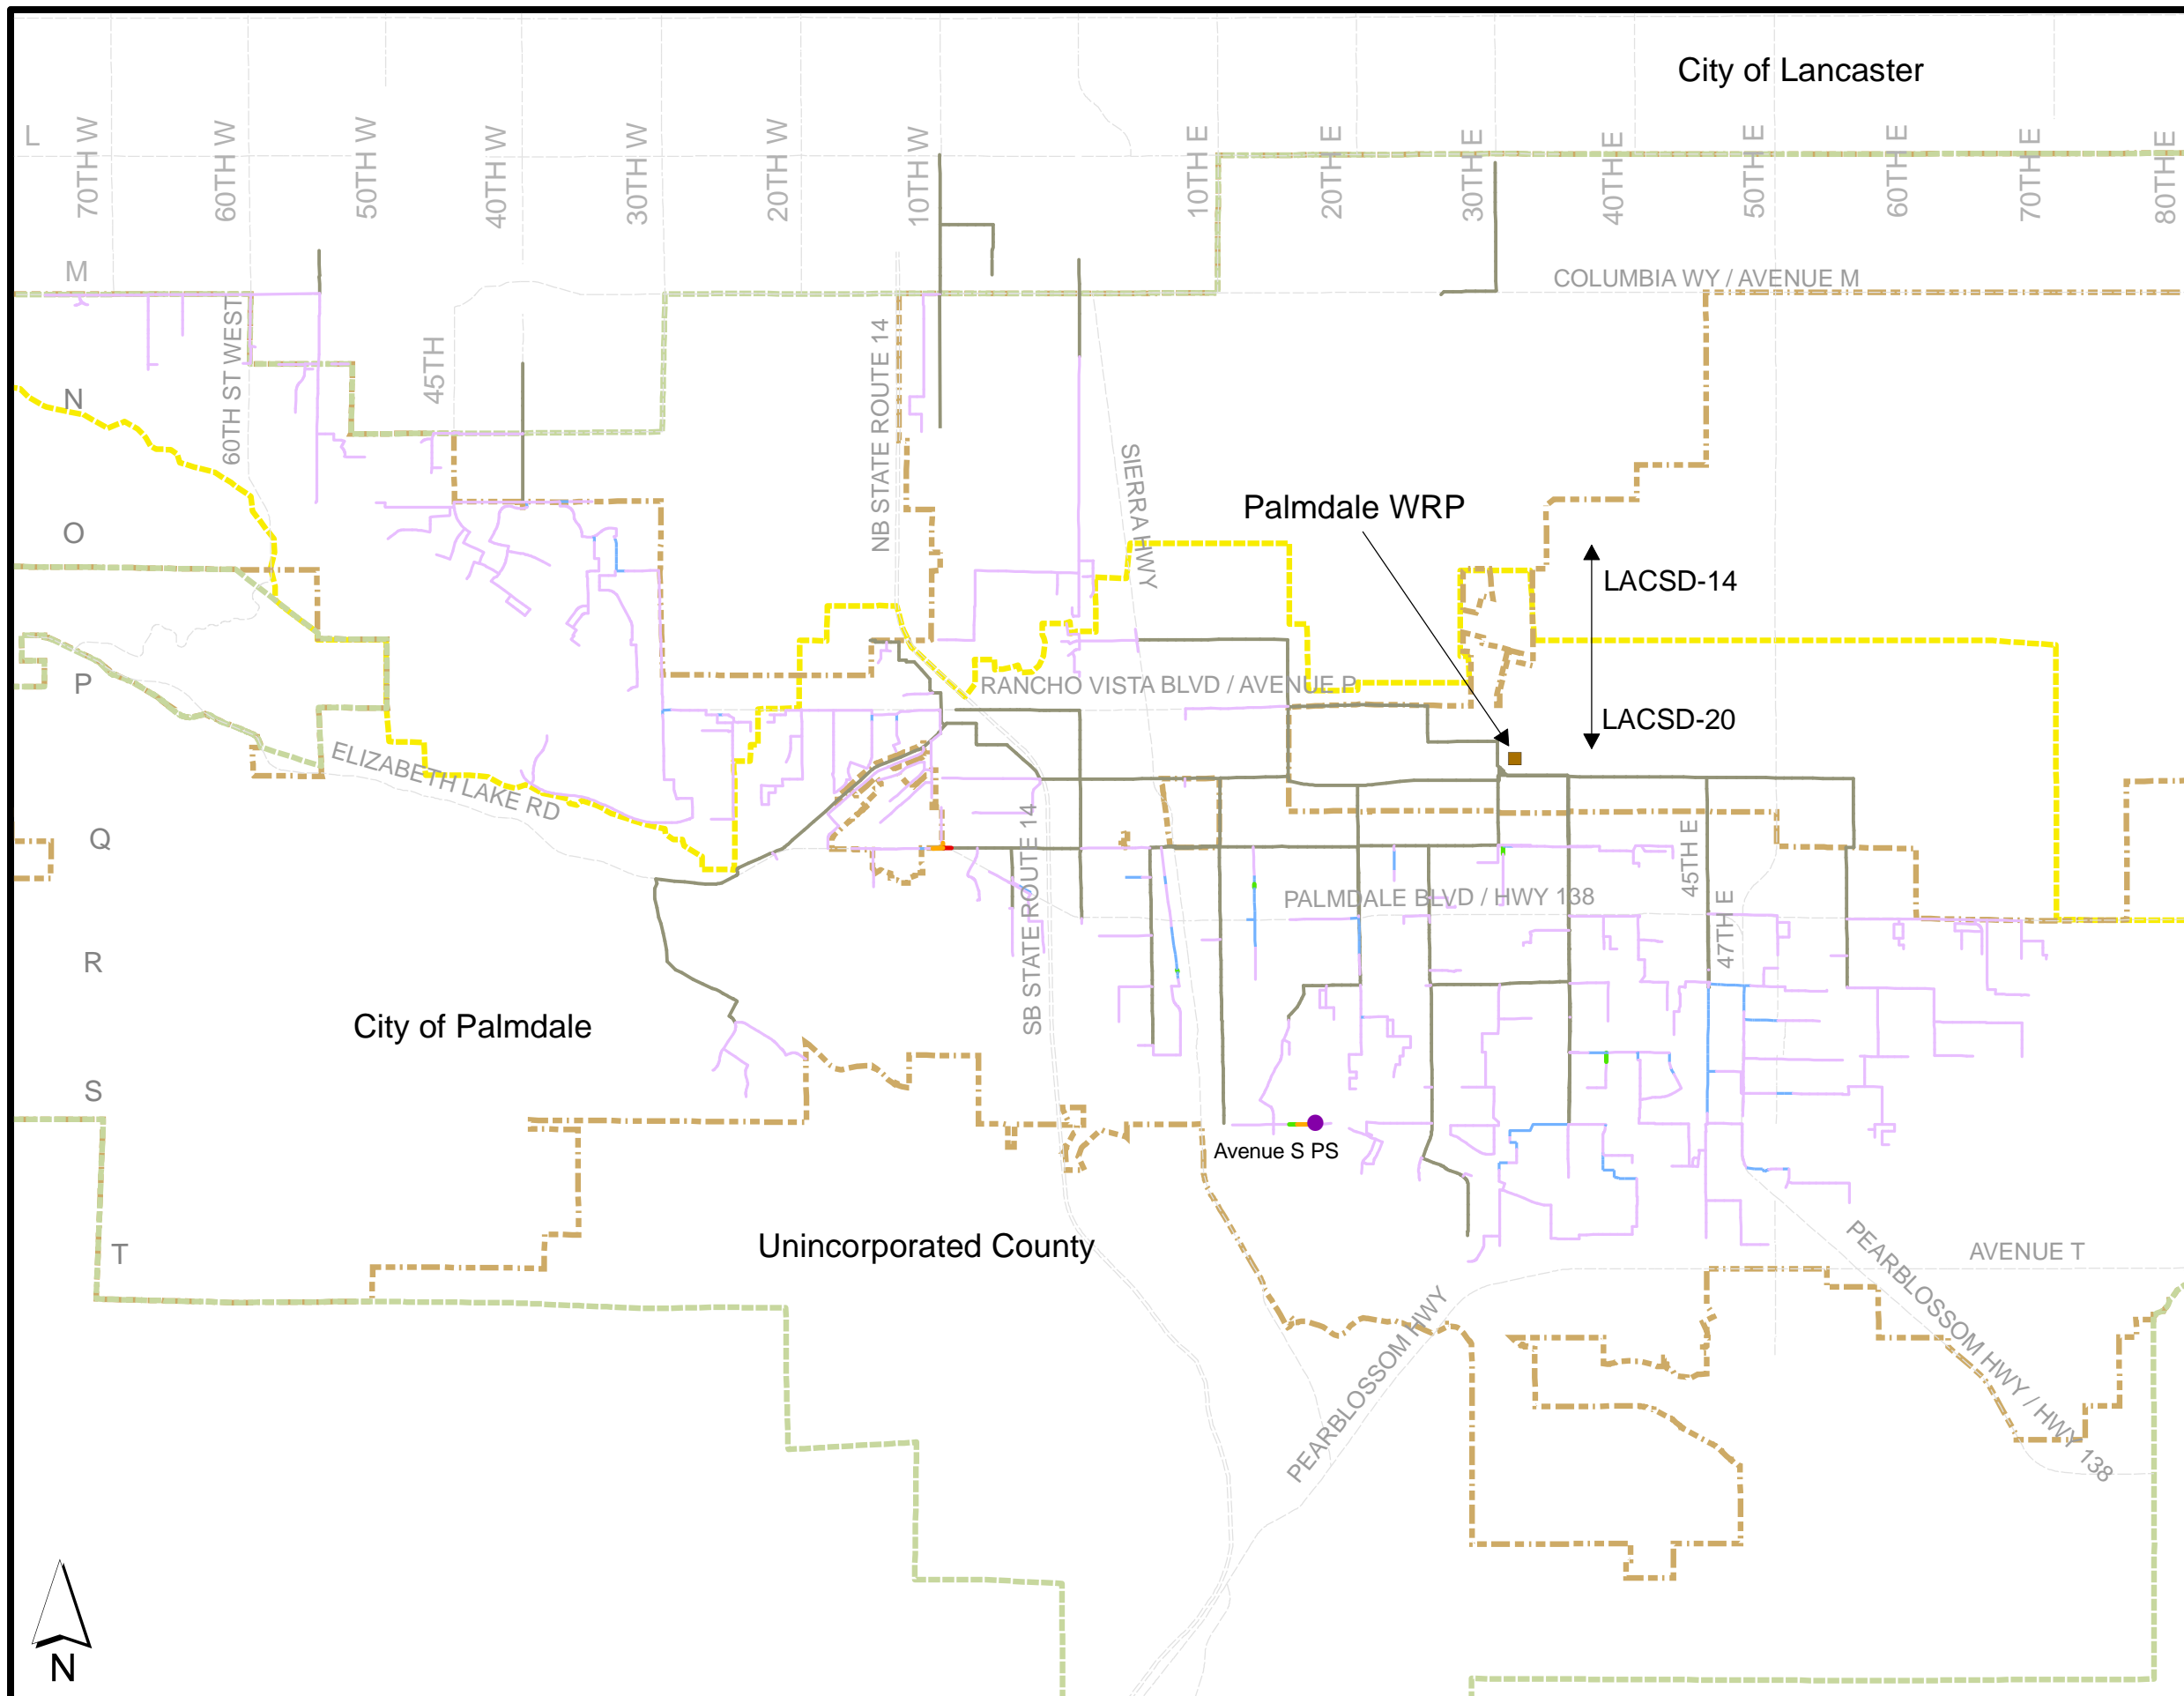 City of Lancaster
L
70TH W
60TH W
50TH W
40TH W
30TH W
20TH W
10TH W
10TH E
20TH E
30TH E
40TH E
50TH E
60TH E
70TH E
80TH E
M
COLUMBIA WY / AVENUE M
60TH ST WEST
45TH
NB STATE ROUTE 14
N
SIERRA HWY
Palmdale WRP
O
LACSD-14
P
RANCHO VISTA BLVD / AVENUE P
LACSD-20
ELIZABETH LAKE RD
Q
SB STATE ROUTE 14
45TH E
PALMDALE BLVD / HWY 138
47TH E
R
City of Palmdale
S
Avenue S PS
T
Unincorporated County
AVENUE T
PEARBLOSSOM HWY
PEARBLOSSOM HWY / HWY 138
N